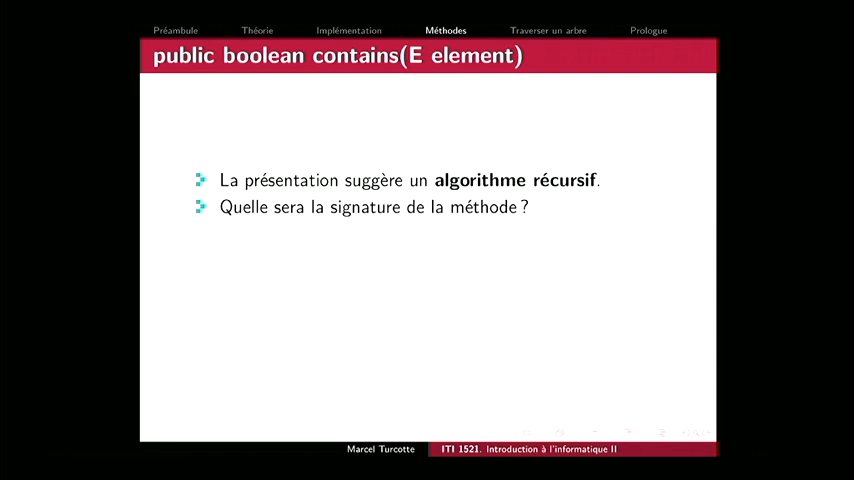 Préambule Théorie Implémentation Méthodes Traverser un arbre Prologue
public boolean contains(E element)
La présentation suggère un algorithme récursif.
Quelle sera la signature de la méthode ?
Marcel Turcotte ITI 1521. Introduction à l'informatique II